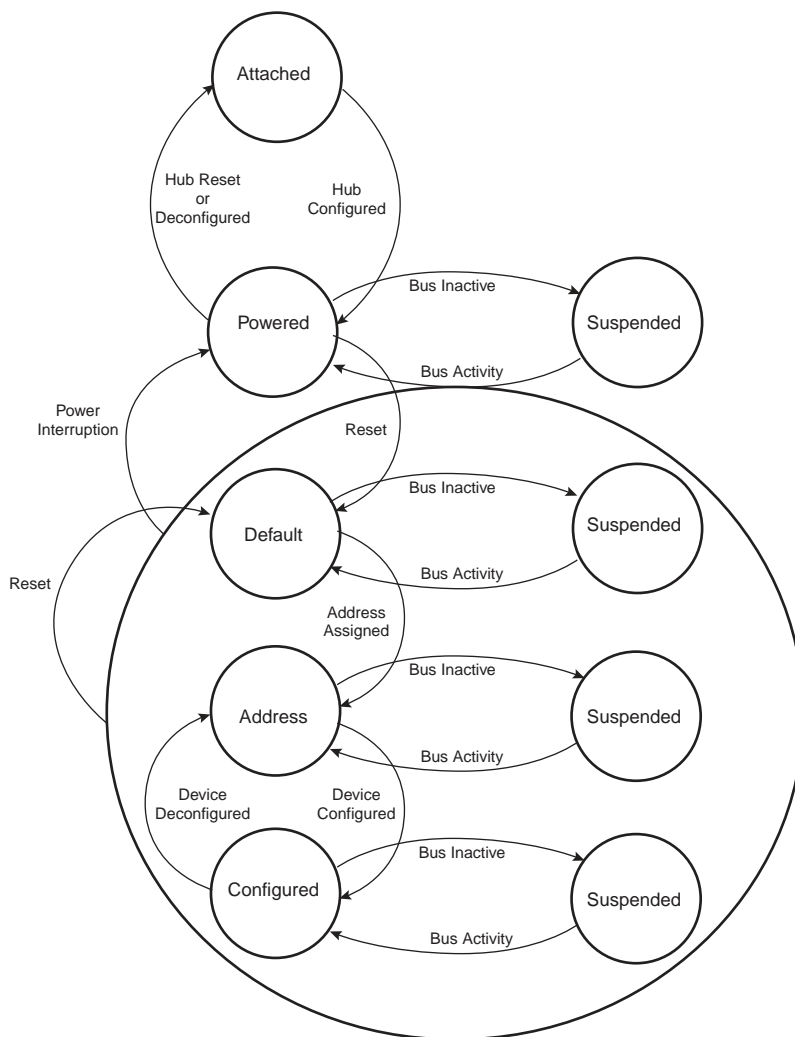 Attached
Hub Reset
or
Deconfigured
Hub
Configured
Bus Inactive
Powered
Suspended
Bus Activity
Power
Interruption
Reset
Bus Inactive
Default
Suspended
Bus Activity
Reset
Address
Assigned
Bus Inactive
Address
Suspended
Bus Activity
Device
Deconfigured
Device
Configured
Bus Inactive
Configured
Suspended
Bus Activity